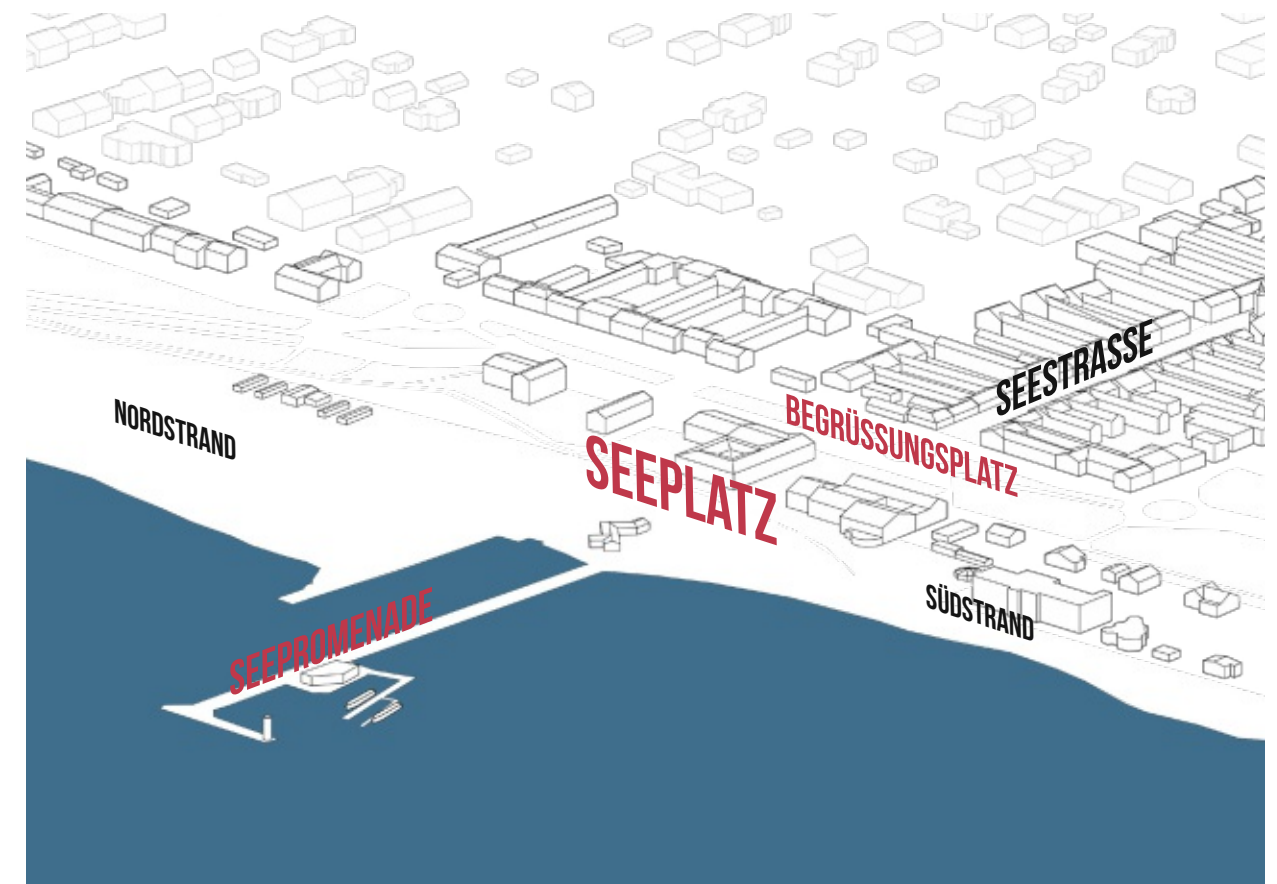 SEESTRASSE
BEGRÜSSUNGSPLATZ
NORDSTRAND
SEEPLATZ
SÜDSTRAND
SEEPROMENADE